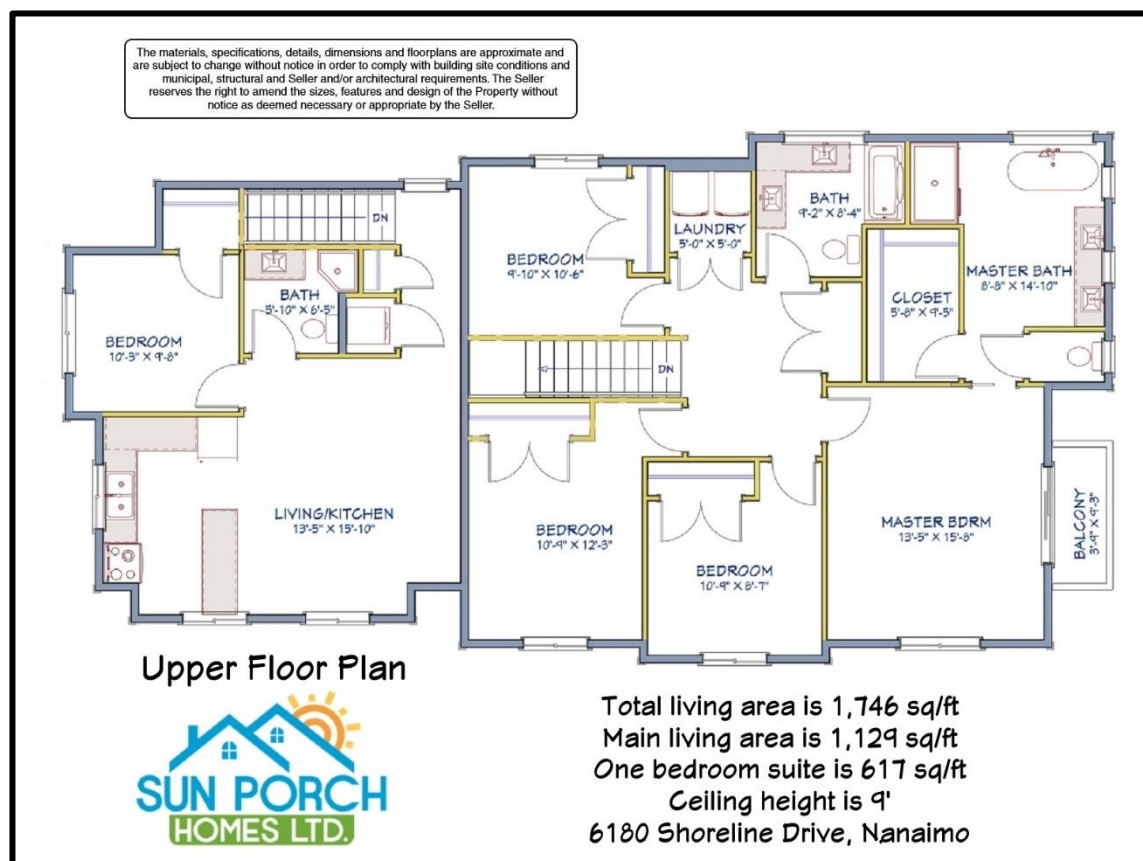 The materials, specifications, details, dimensions and floorplans are approximate and
are subject to change without notice in order to comply with building site conditions and
municipal, structural and Seller and/or architectural requirements. The Seller
reserves the right to amend the sizes, features and design of the Property without
notice as deemed necessary or appropriate by the Seller.
DN
BATH
5'-10" X 6'-5"
BEDROOM
10'-3" X 9'-8"
LIVING/KITCHEN
13'-5" X 15'-10"
BEDROOM
9'-10" X 10'-6"
LAUNDRY
5'-0" X 5'-0"
BATH
9'-2" X 8'-4"
MASTER BATH
8'-8" X 14'-10"
CLOSET
5'-8" X 9'-5"
DN
BEDROOM
10'-9" X 12'-3"
BEDROOM
10'-9" X 8'-7"
MASTER BDRM
13'-5" X 15'-8"
BALCONY
3'-9" X 9'-3"
Upper Floor Plan
SUN PORCH
HOMES LTD.
Total living area is 1,746 sq/ft
Main living area is 1,129 sq/ft
One bedroom suite is 617 sq/ft
Ceiling height is 9'
6180 Shoreline Drive, Nanaimo